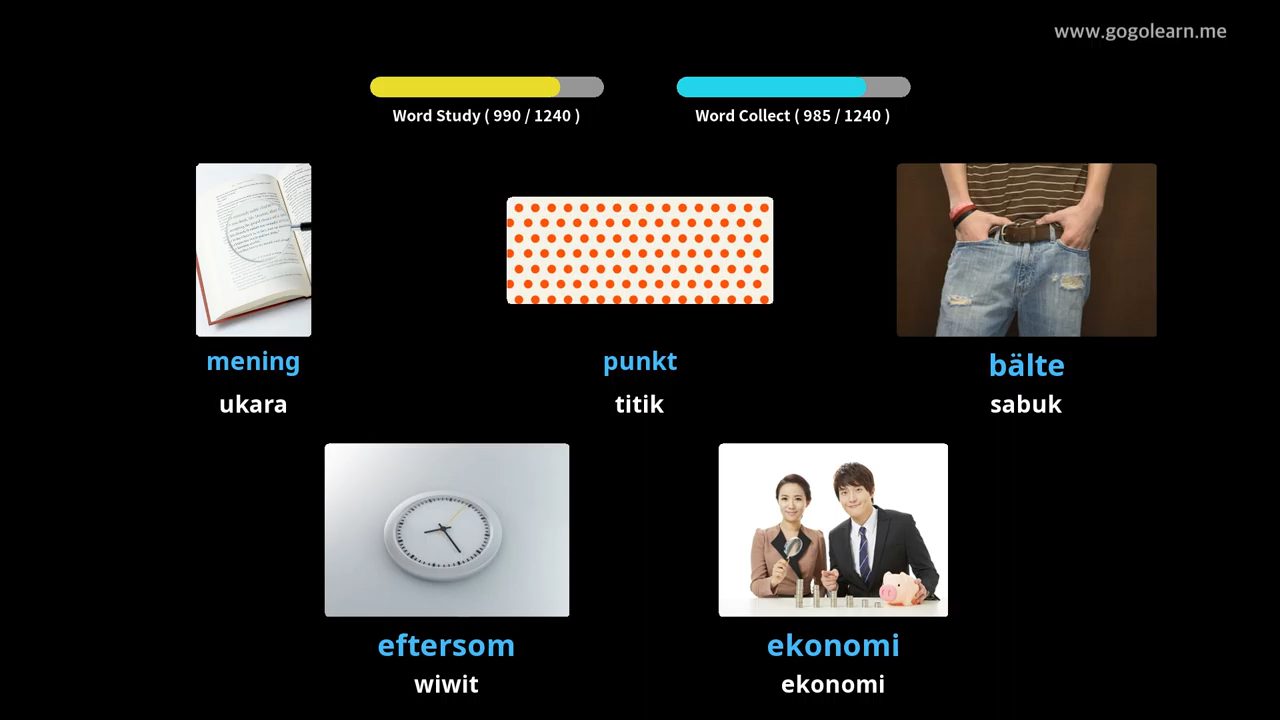 www.gogolearn.me
Word Study ( 990 / 1240 )
Word Collect ( 985 / 1240 )
mening
punkt
bälte
ukara
titik
sabuk
eftersom
ekonomi
wiwit
ekonomi